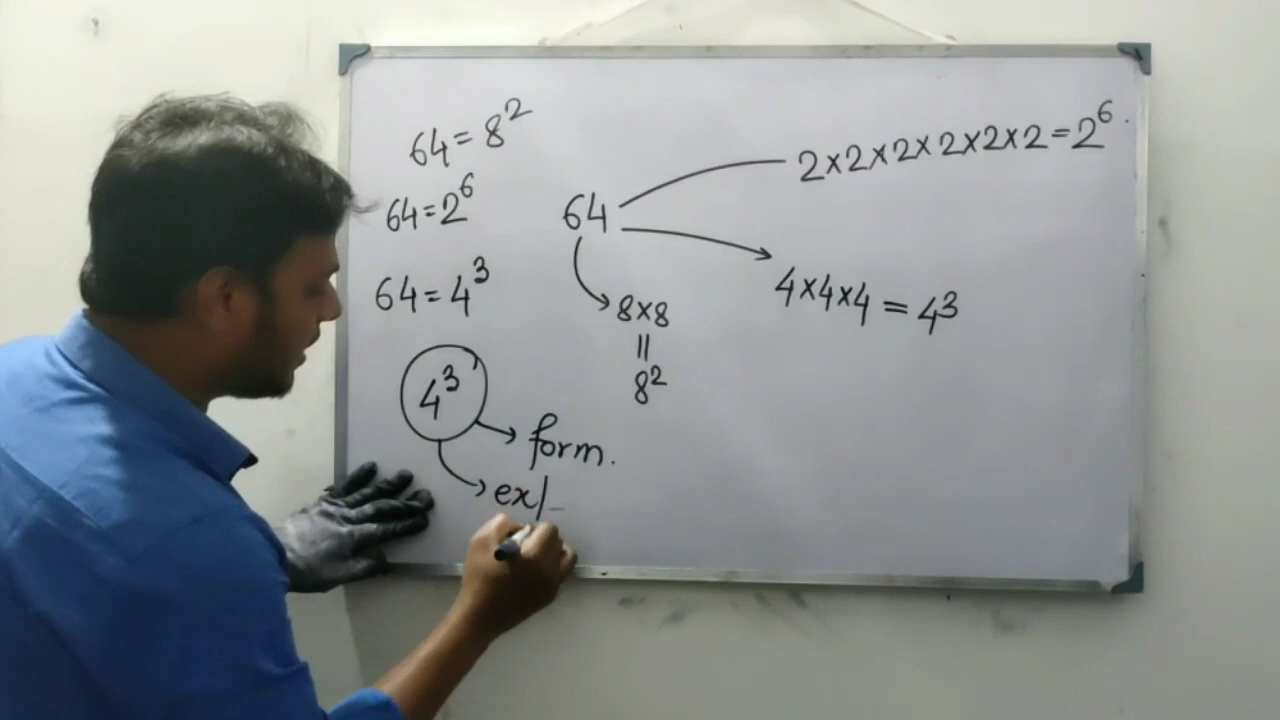 64 = 8²
64 = 2⁶
64 = 4³
4³
form.
ex
64
2×2×2×2×2×2 = 2⁶.
4×4×4 = 4³
8×8
||
8²